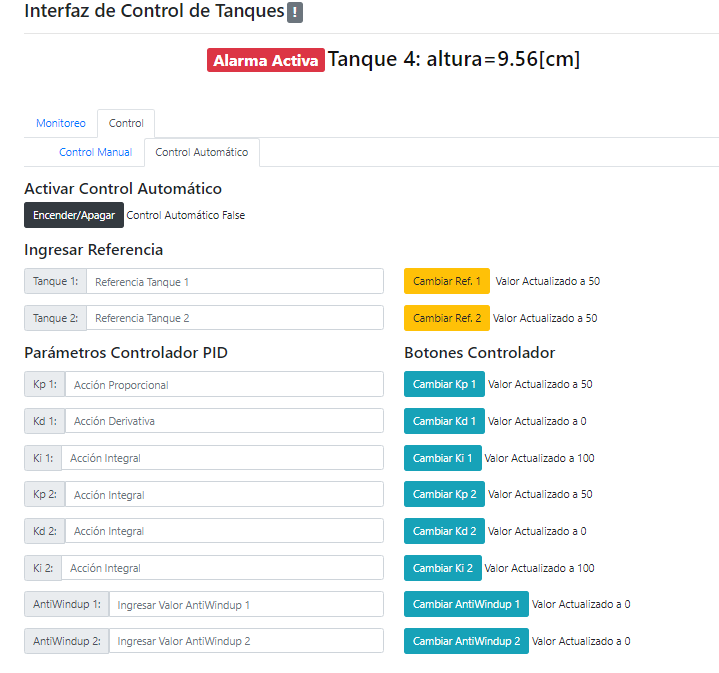 Interfaz de Control de Tanques !
Alarma Activa Tanque 4: altura=9.56[cm]
Monitoreo Control
Control Manual Control Automático
Activar Control Automático
Encender/Apagar Control Automático False
Ingresar Referencia
Tanque 1: Referencia Tanque 1 Cambiar Ref. 1 Valor Actualizado a 50
Tanque 2: Referencia Tanque 2 Cambiar Ref. 2 Valor Actualizado a 50
Parámetros Controlador PID Botones Controlador
Kp 1: Acción Proporcional Cambiar Kp 1 Valor Actualizado a 50
Kd 1: Acción Derivativa Cambiar Kd 1 Valor Actualizado a 0
Ki 1: Acción Integral Cambiar Ki 1 Valor Actualizado a 100
Kp 2: Acción Integral Cambiar Kp 2 Valor Actualizado a 50
Kd 2: Acción Integral Cambiar Kd 2 Valor Actualizado a 0
Ki 2: Acción Integral Cambiar Ki 2 Valor Actualizado a 100
AntiWindup 1: Ingresar Valor AntiWindup 1 Cambiar AntiWindup 1 Valor Actualizado a 0
AntiWindup 2: Ingresar Valor AntiWindup 2 Cambiar AntiWindup 2 Valor Actualizado a 0